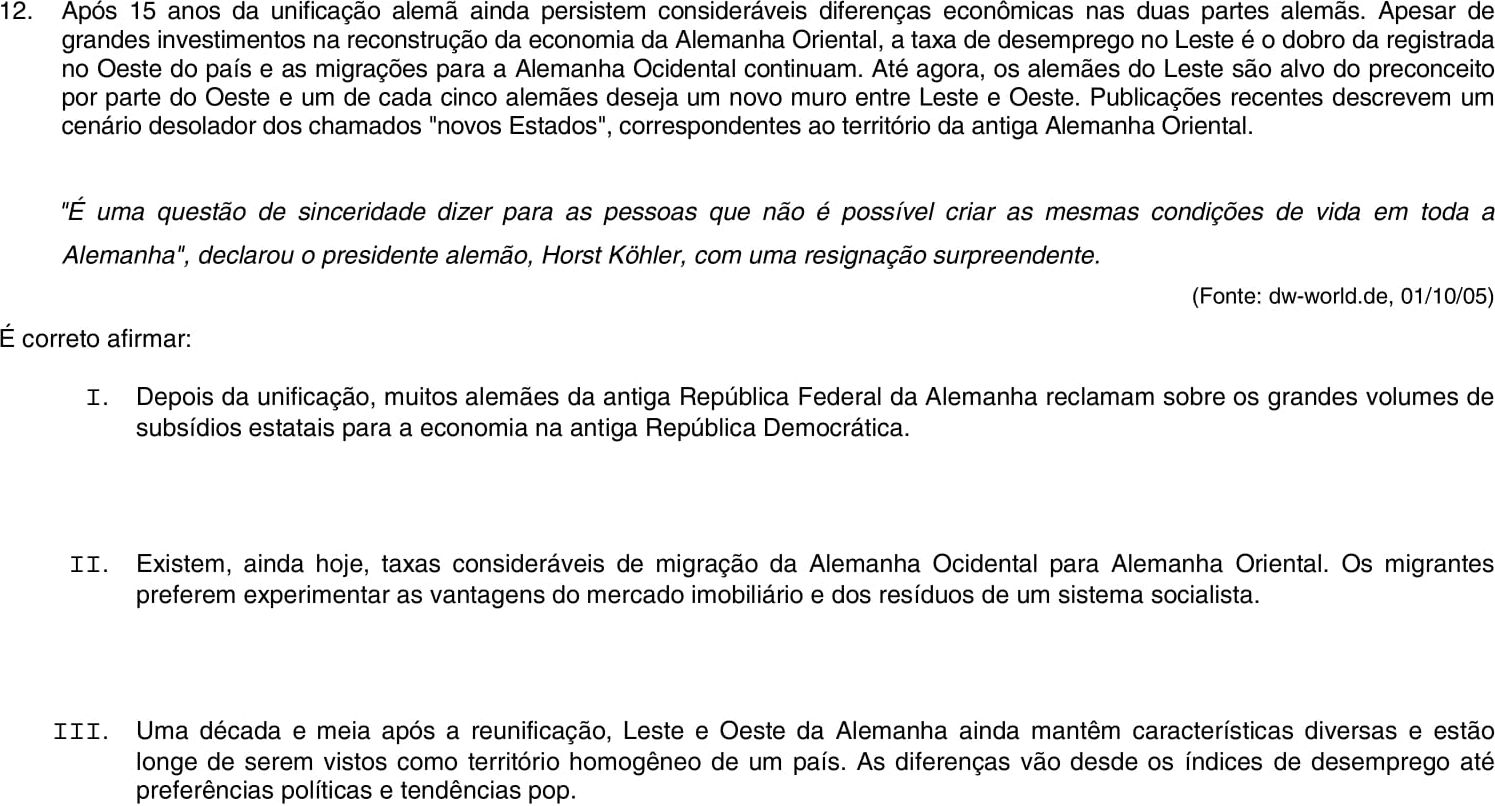 12. Após 15 anos da unificação alemã ainda persistem consideráveis diferenças econômicas nas duas partes alemãs. Apesar de
grandes investimentos na reconstrução da economia da Alemanha Oriental, a taxa de desemprego no Leste é o dobro da registrada
no Oeste do país e as migrações para a Alemanha Ocidental continuam. Até agora, os alemães do Leste são alvo do preconceito
por parte do Oeste e um de cada cinco alemães deseja um novo muro entre Leste e Oeste. Publicações recentes descrevem um
cenário desolador dos chamados "novos Estados", correspondentes ao território da antiga Alemanha Oriental.
"É uma questão de sinceridade dizer para as pessoas que não é possível criar as mesmas condições de vida em toda a
Alemanha", declarou o presidente alemão, Horst Köhler, com uma resignação surpreendente.
(Fonte: dw-world.de, 01/10/05)
É correto afirmar:
I. Depois da unificação, muitos alemães da antiga República Federal da Alemanha reclamam sobre os grandes volumes de
subsídios estatais para a economia na antiga República Democrática.
II. Existem, ainda hoje, taxas consideráveis de migração da Alemanha Ocidental para Alemanha Oriental. Os migrantes
preferem experimentar as vantagens do mercado imobiliário e dos resíduos de um sistema socialista.
III. Uma década e meia após a reunificação, Leste e Oeste da Alemanha ainda mantêm características diversas e estão
longe de serem vistos como território homogêneo de um país. As diferenças vão desde os índices de desemprego até
preferências políticas e tendências pop.